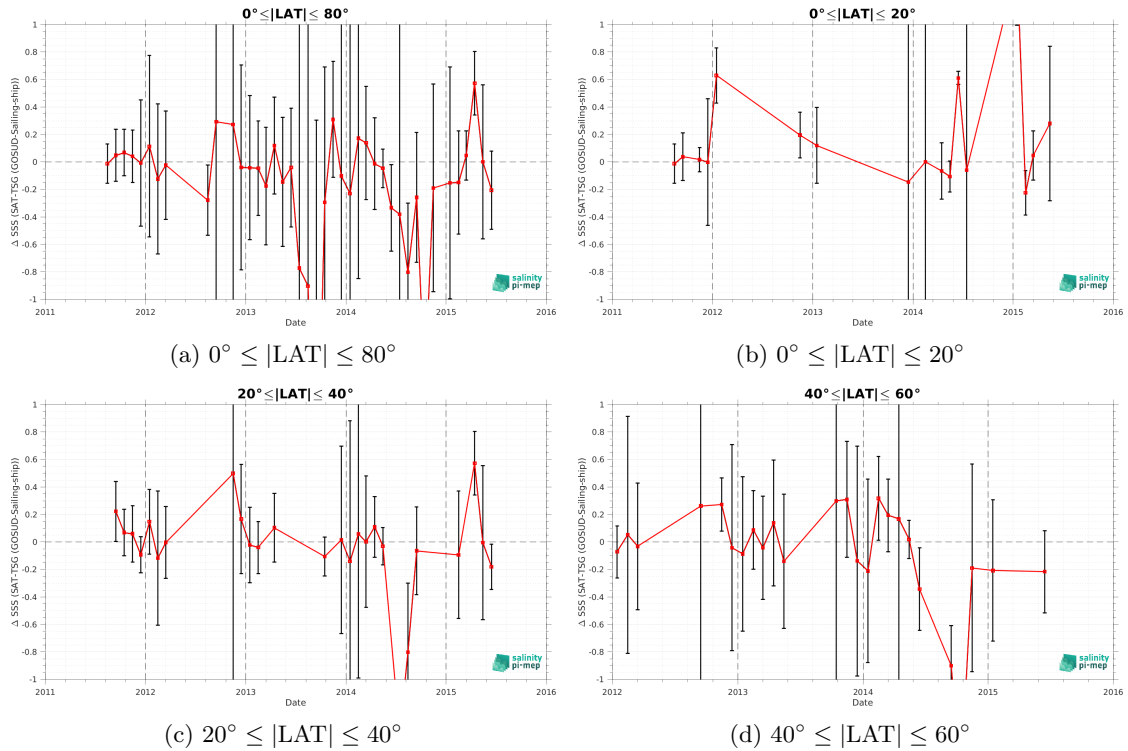 0°≤|LAT|≤ 80°
Δ SSS (SAT-TSG (GOSUD-Sailing-ship))
1
0.8
0.6
0.4
0.2
0
-0.2
-0.4
-0.6
-0.8
-1
2011 2012 2013 2014 2015 2016
Date
salinity
pi-mep
(a) 0° ≤ |LAT| ≤ 80°
0°≤|LAT|≤ 20°
Δ SSS (SAT-TSG (GOSUD-Sailing-ship))
1
0.8
0.6
0.4
0.2
0
-0.2
-0.4
-0.6
-0.8
-1
2011 2012 2013 2014 2015 2016
Date
salinity
pi-mep
(b) 0° ≤ |LAT| ≤ 20°
20°≤|LAT|≤ 40°
Δ SSS (SAT-TSG (GOSUD-Sailing-ship))
1
0.8
0.6
0.4
0.2
0
-0.2
-0.4
-0.6
-0.8
-1
2011 2012 2013 2014 2015 2016
Date
salinity
pi-mep
(c) 20° ≤ |LAT| ≤ 40°
40°≤|LAT|≤ 60°
Δ SSS (SAT-TSG (GOSUD-Sailing-ship))
1
0.8
0.6
0.4
0.2
0
-0.2
-0.4
-0.6
-0.8
-1
2012 2013 2014 2015 2016
Date
salinity
pi-mep
(d) 40° ≤ |LAT| ≤ 60°